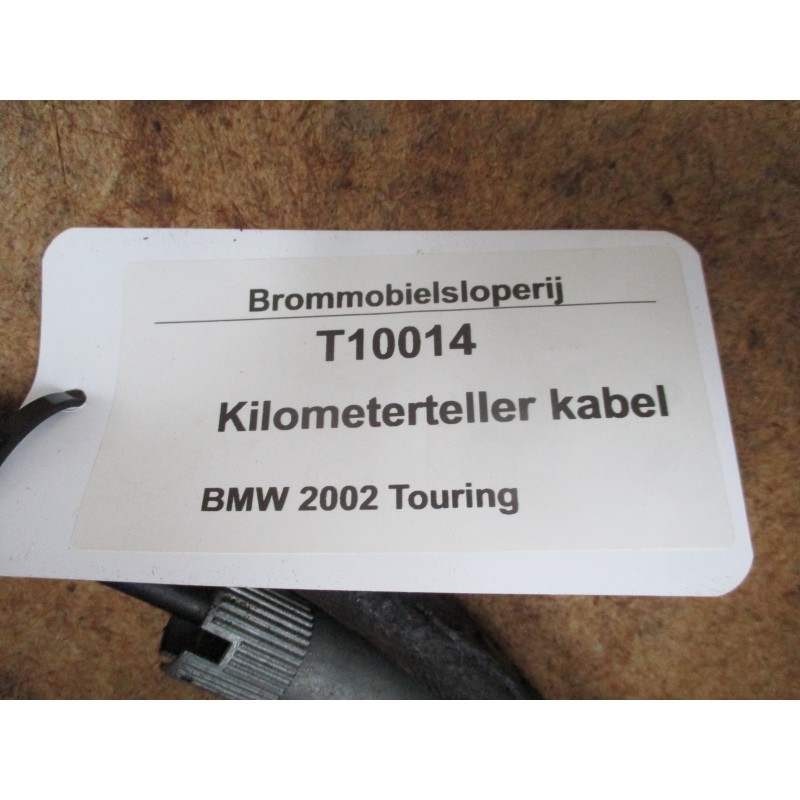 Brommobielsloperij
T10014
Kilometerteller kabel
BMW 2002 Touring